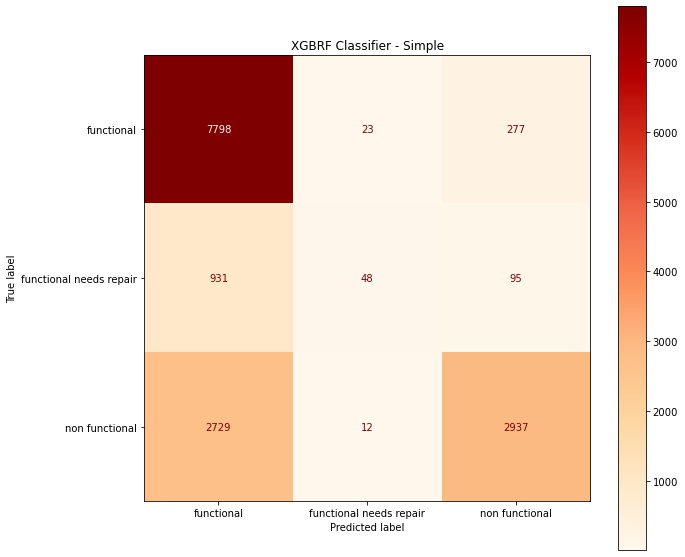 XGBRF Classifier - Simple
True label
functional
7798 23 277
functional needs repair
931 48 95
non functional
2729 12 2937
functional functional needs repair non functional
Predicted label
7000
6000
5000
4000
3000
2000
1000